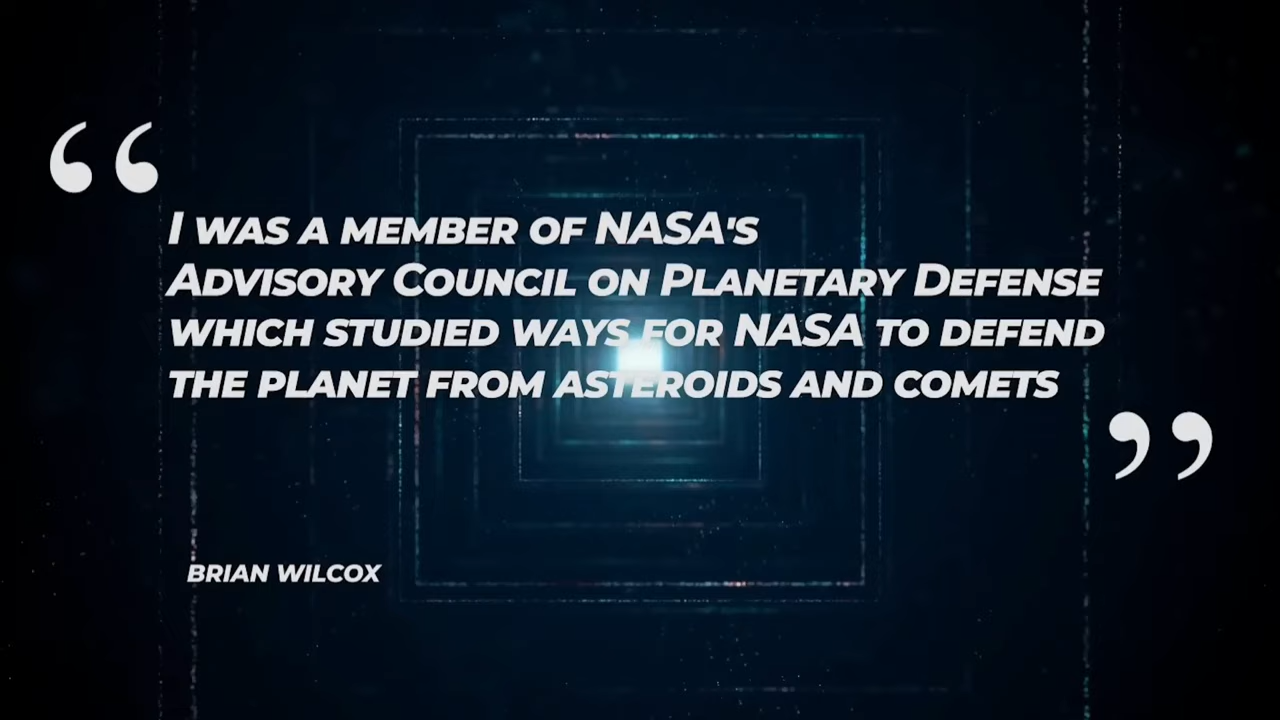 “
I WAS A MEMBER OF NASA'S
ADVISORY COUNCIL ON PLANETARY DEFENSE
WHICH STUDIED WAYS FOR NASA TO DEFEND
THE PLANET FROM ASTEROIDS AND COMETS
”
BRIAN WILCOX